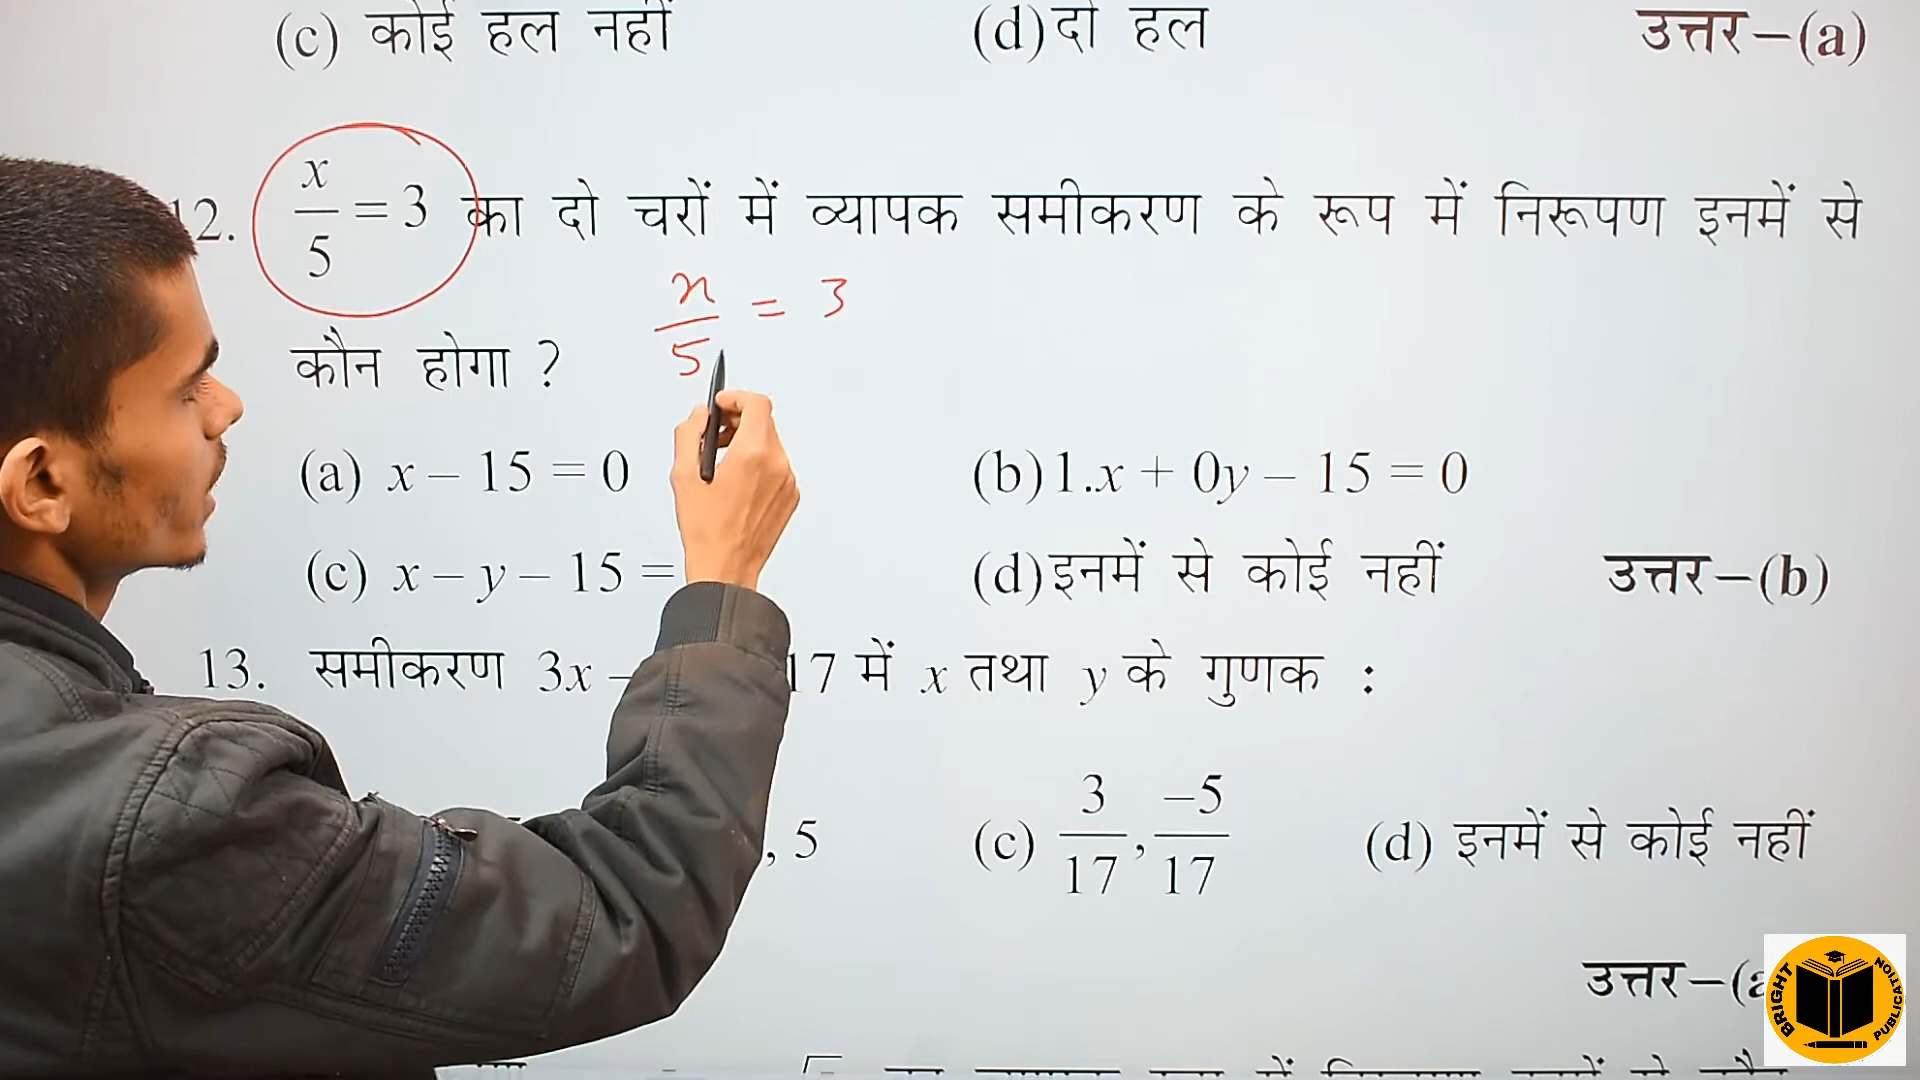 (c) कोई हल नहीं (d) दो हल उत्तर–(a)
12. x/5 = 3 का दो चरों में व्यापक समीकरण के रूप में निरूपण इनमें से
x/5 = 3
कौन होगा ?
(a) x – 15 = 0 (b) 1.x + 0y – 15 = 0
(c) x – y – 15 = (d) इनमें से कोई नहीं उत्तर–(b)
13. समीकरण 3x – 17 में x तथा y के गुणक :
, 5 (c) 3/17, –5/17 (d) इनमें से कोई नहीं
उत्तर–(a
BRIGHT PUBLICATION